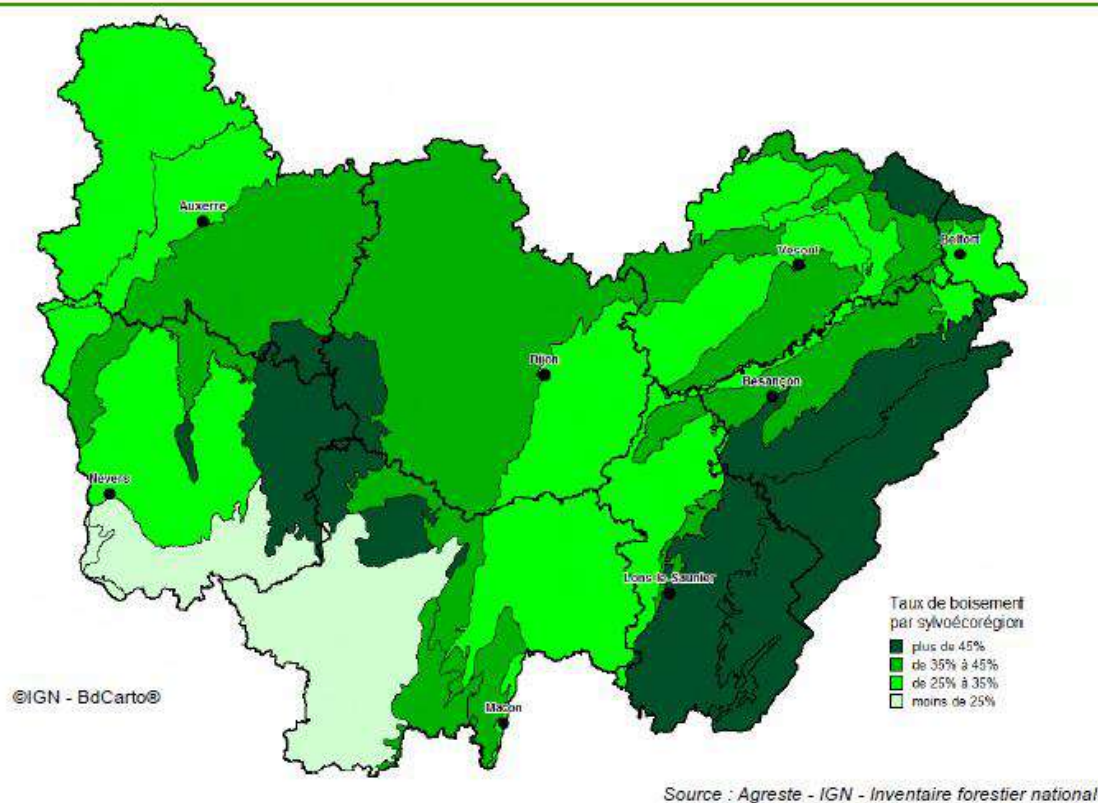 Auxerre
Vesoul
Belfort
Dijon
Besançon
Nevers
Lons-le-Saunier
Taux de boisement
par sylvoécorégion
plus de 45%
de 35% à 45%
de 25% à 35%
moins de 25%
©IGN - BdCarto®
Macon
Source : Agreste - IGN - Inventaire forestier national